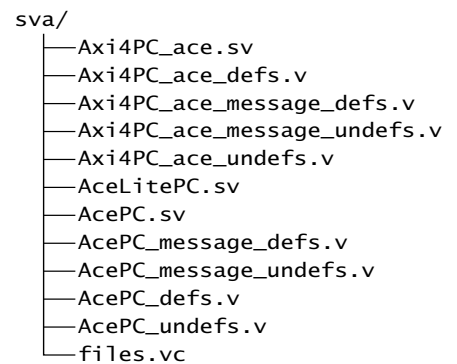 sva/
Axi4PC_ace.sv
Axi4PC_ace_defs.v
Axi4PC_ace_message_defs.v
Axi4PC_ace_message_undefs.v
Axi4PC_ace_undefs.v
AceLitePC.sv
AcePC.sv
AcePC_message_defs.v
AcePC_message_undefs.v
AcePC_defs.v
AcePC_undefs.v
files.vc